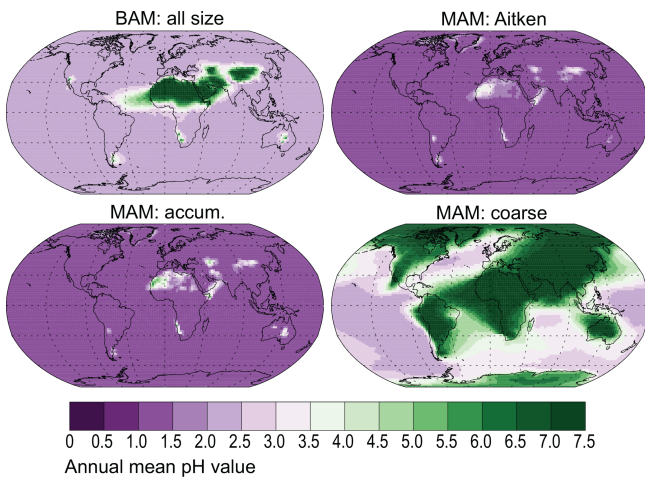 BAM: all size
MAM: Aitken
MAM: accum.
MAM: coarse
0 0.5 1.0 1.5 2.0 2.5 3.0 3.5 4.0 4.5 5.0 5.5 6.0 6.5 7.0 7.5
Annual mean pH value